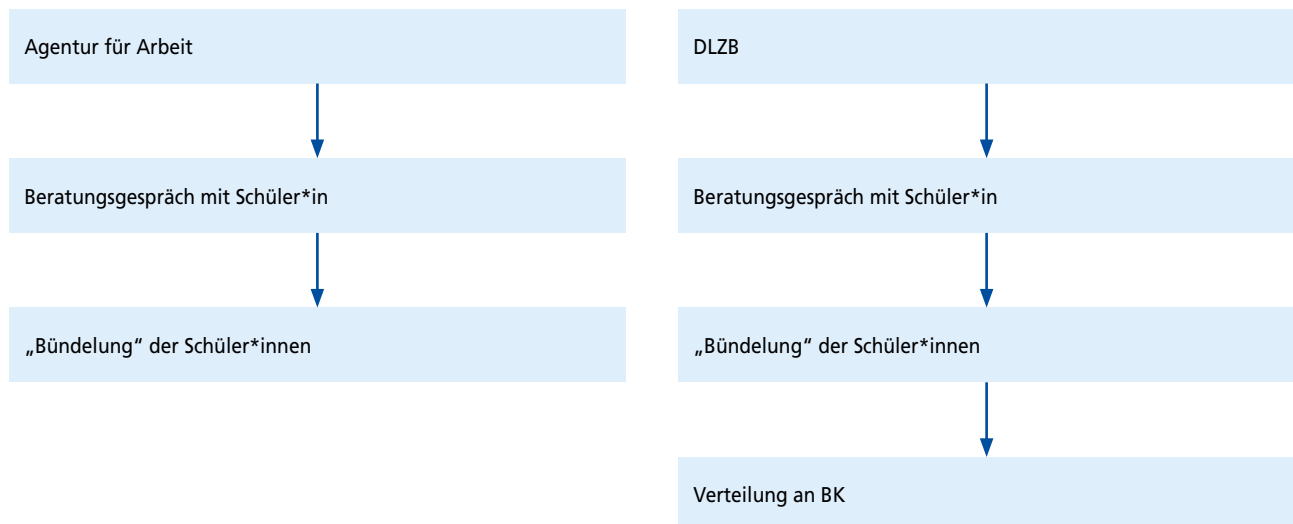 Agentur für Arbeit
Beratungsgespräch mit Schüler*in
„Bündelung“ der Schüler*innen
DLZB
Beratungsgespräch mit Schüler*in
„Bündelung“ der Schüler*innen
Verteilung an BK